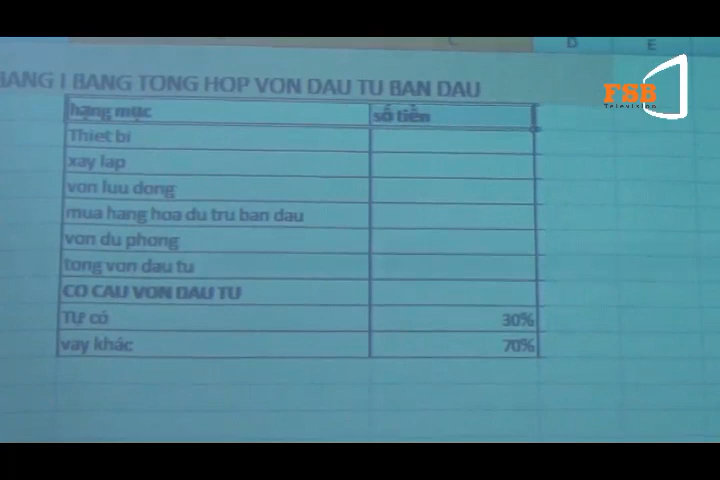 D E
I BANG TONG HOP VON DAU TU BAN DAU
FSB
Television
hạng mục số tiền
Thiet bi
xay lap
von luu dong
mua hang hoa du tru ban dau
von du phong
tong von dau tu
CO CAU VON DAU TU
Tự có 30%
vay khác 70%